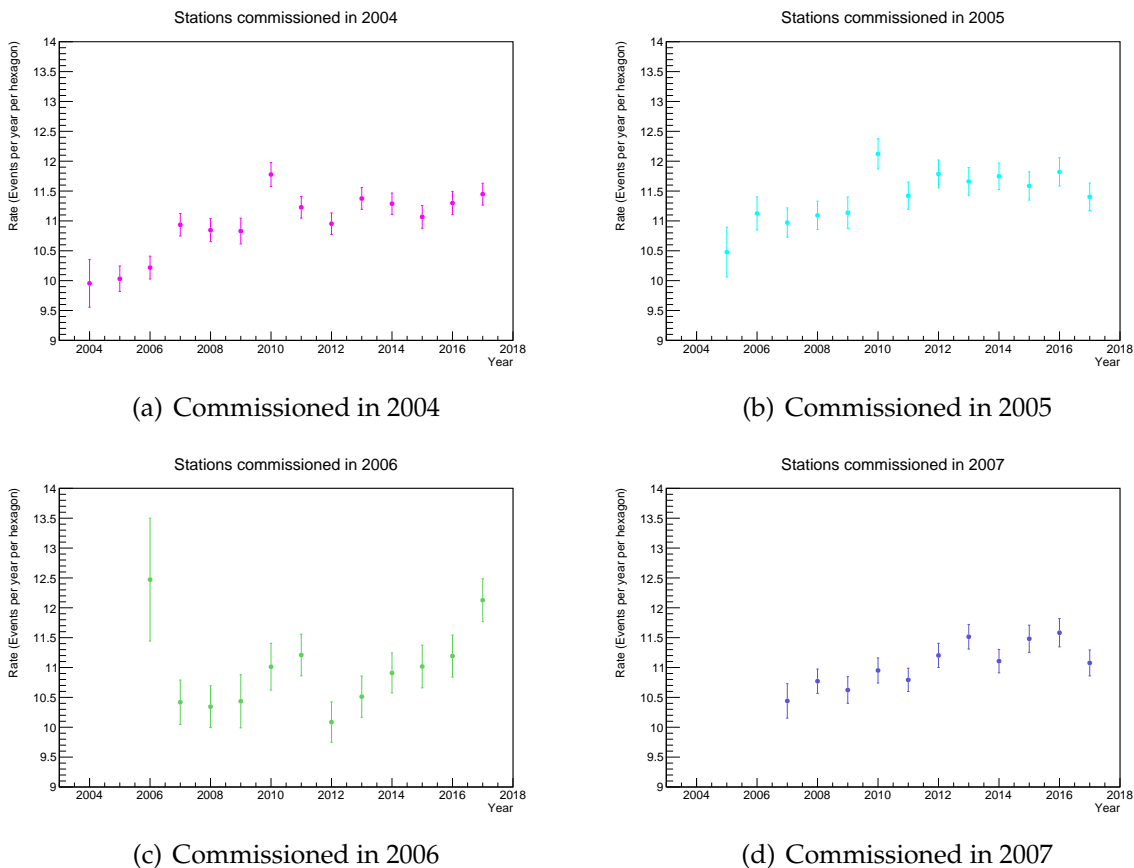 Stations commissioned in 2004
Rate (Events per year per hexagon)
14
13.5
13
12.5
12
11.5
11
10.5
10
9.5
9
2004 2006 2008 2010 2012 2014 2016 2018
Year
(a) Commissioned in 2004
Stations commissioned in 2005
Rate (Events per year per hexagon)
14
13.5
13
12.5
12
11.5
11
10.5
10
9.5
9
2004 2006 2008 2010 2012 2014 2016 2018
Year
(b) Commissioned in 2005
Stations commissioned in 2006
Rate (Events per year per hexagon)
14
13.5
13
12.5
12
11.5
11
10.5
10
9.5
9
2004 2006 2008 2010 2012 2014 2016 2018
Year
(c) Commissioned in 2006
Stations commissioned in 2007
Rate (Events per year per hexagon)
14
13.5
13
12.5
12
11.5
11
10.5
10
9.5
9
2004 2006 2008 2010 2012 2014 2016 2018
Year
(d) Commissioned in 2007